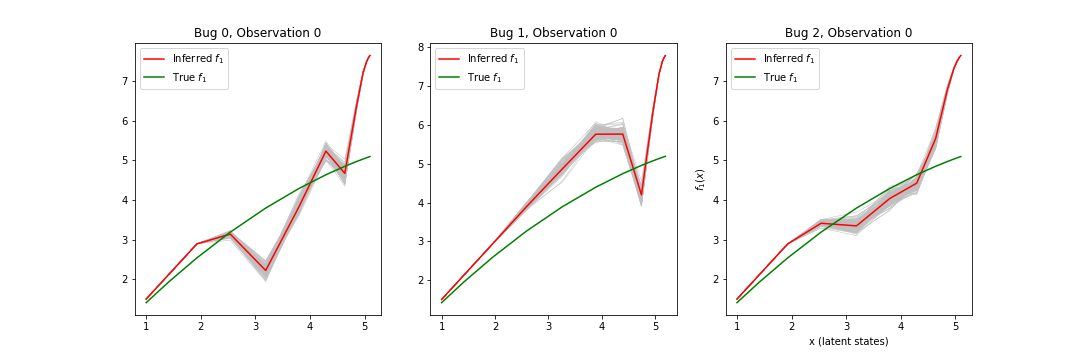 Bug 0, Observation 0
Inferred f₁
True f₁
7
6
5
4
3
2
1 2 3 4 5
Bug 1, Observation 0
Inferred f₁
True f₁
8
7
6
5
4
3
2
1 2 3 4 5
Bug 2, Observation 0
Inferred f₁
True f₁
f₁(x)
7
6
5
4
3
2
1 2 3 4 5
x (latent states)